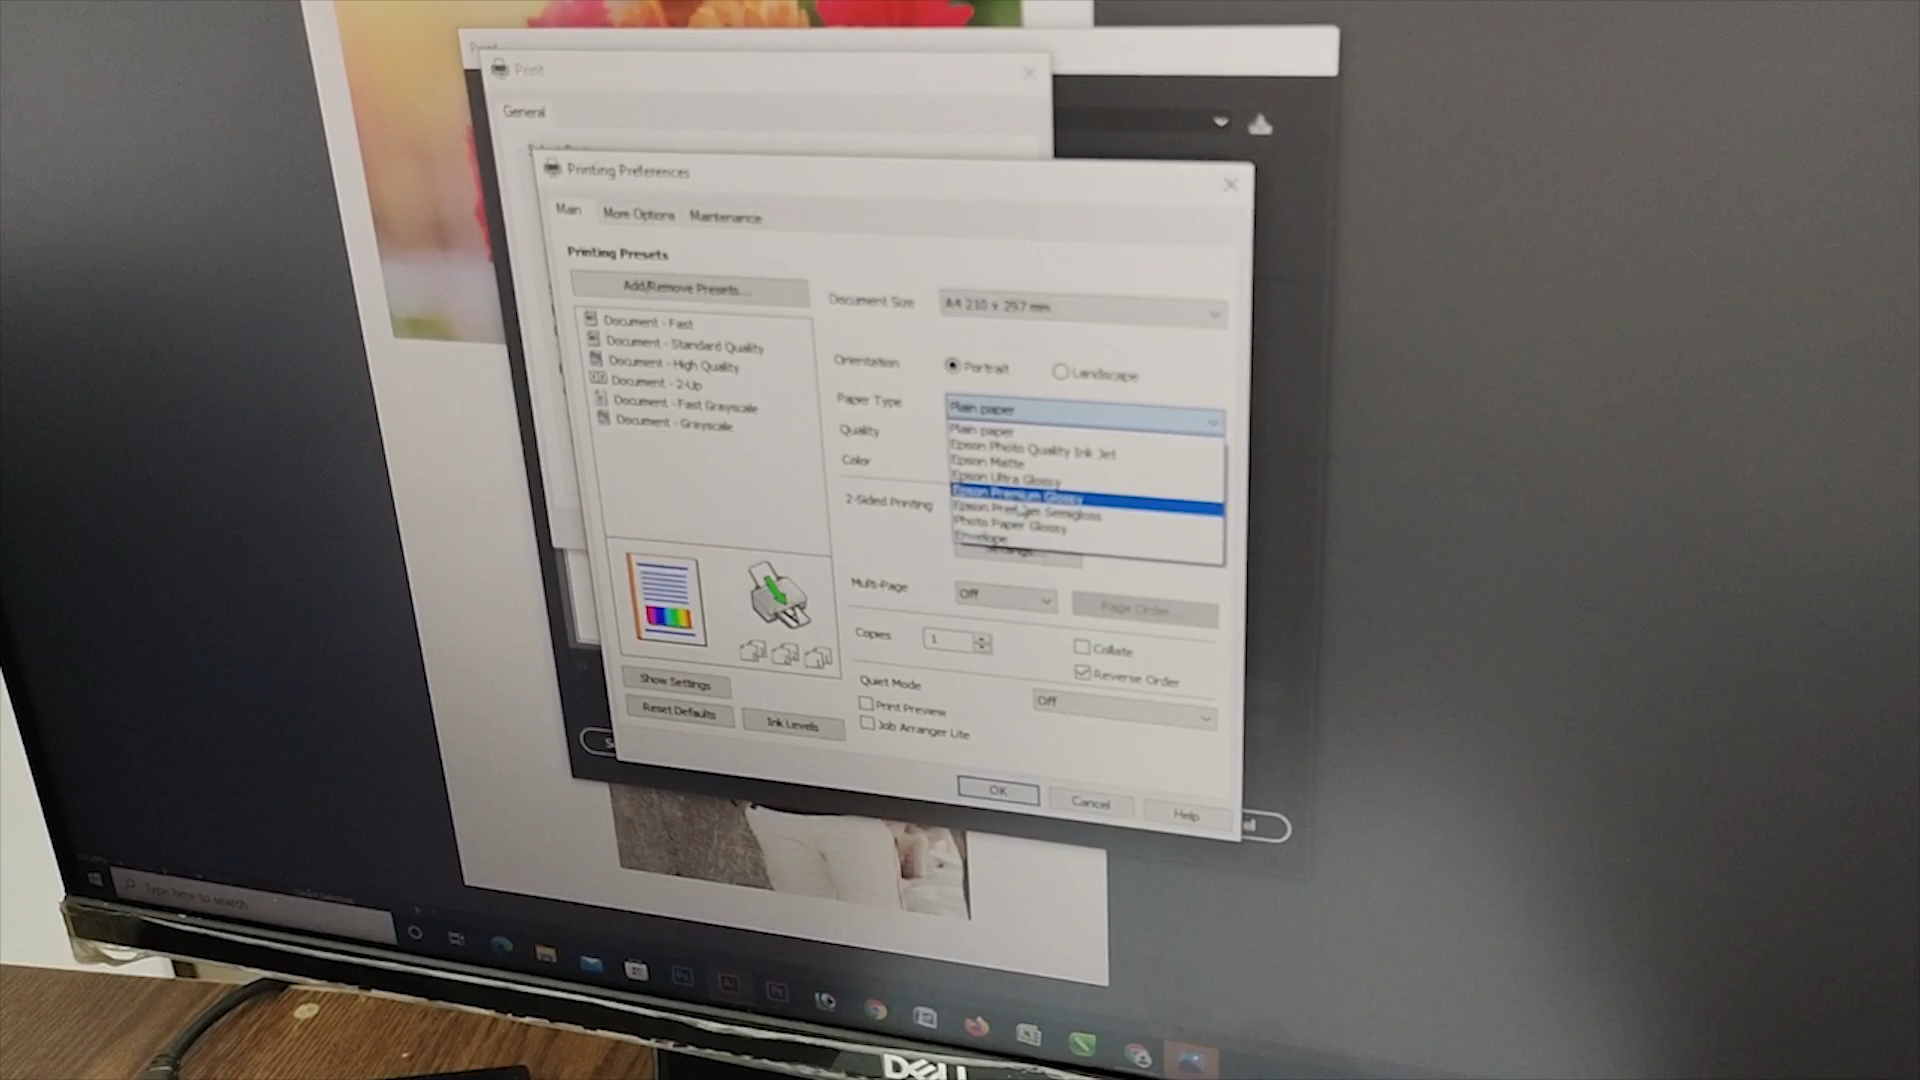 Print
Print
General
Printing Preferences
Main
More Options
Maintenance
Printing Presets
Add/Remove Presets...
Document - Fast
Document - Standard Quality
Document - High Quality
Document - 2-Up
Document - Fast Grayscale
Document - Grayscale
Show Settings
Reset Defaults
Ink Levels
Document Size
A4 210 x 297 mm
Orientation
Portrait
Landscape
Paper Type
Plain paper
Plain paper
Epson Photo Quality Ink Jet
Epson Matte
Epson Ultra Glossy
Epson Premium Glossy
Epson Premium Semigloss
Photo Paper Glossy
Envelope
Quality
Color
2-Sided Printing
Settings...
Multi-Page
Off
Page Order...
Copies
1
Collate
Reverse Order
Quiet Mode
Off
Print Preview
Job Arranger Lite
OK
Cancel
Help
Type here to search
DELL